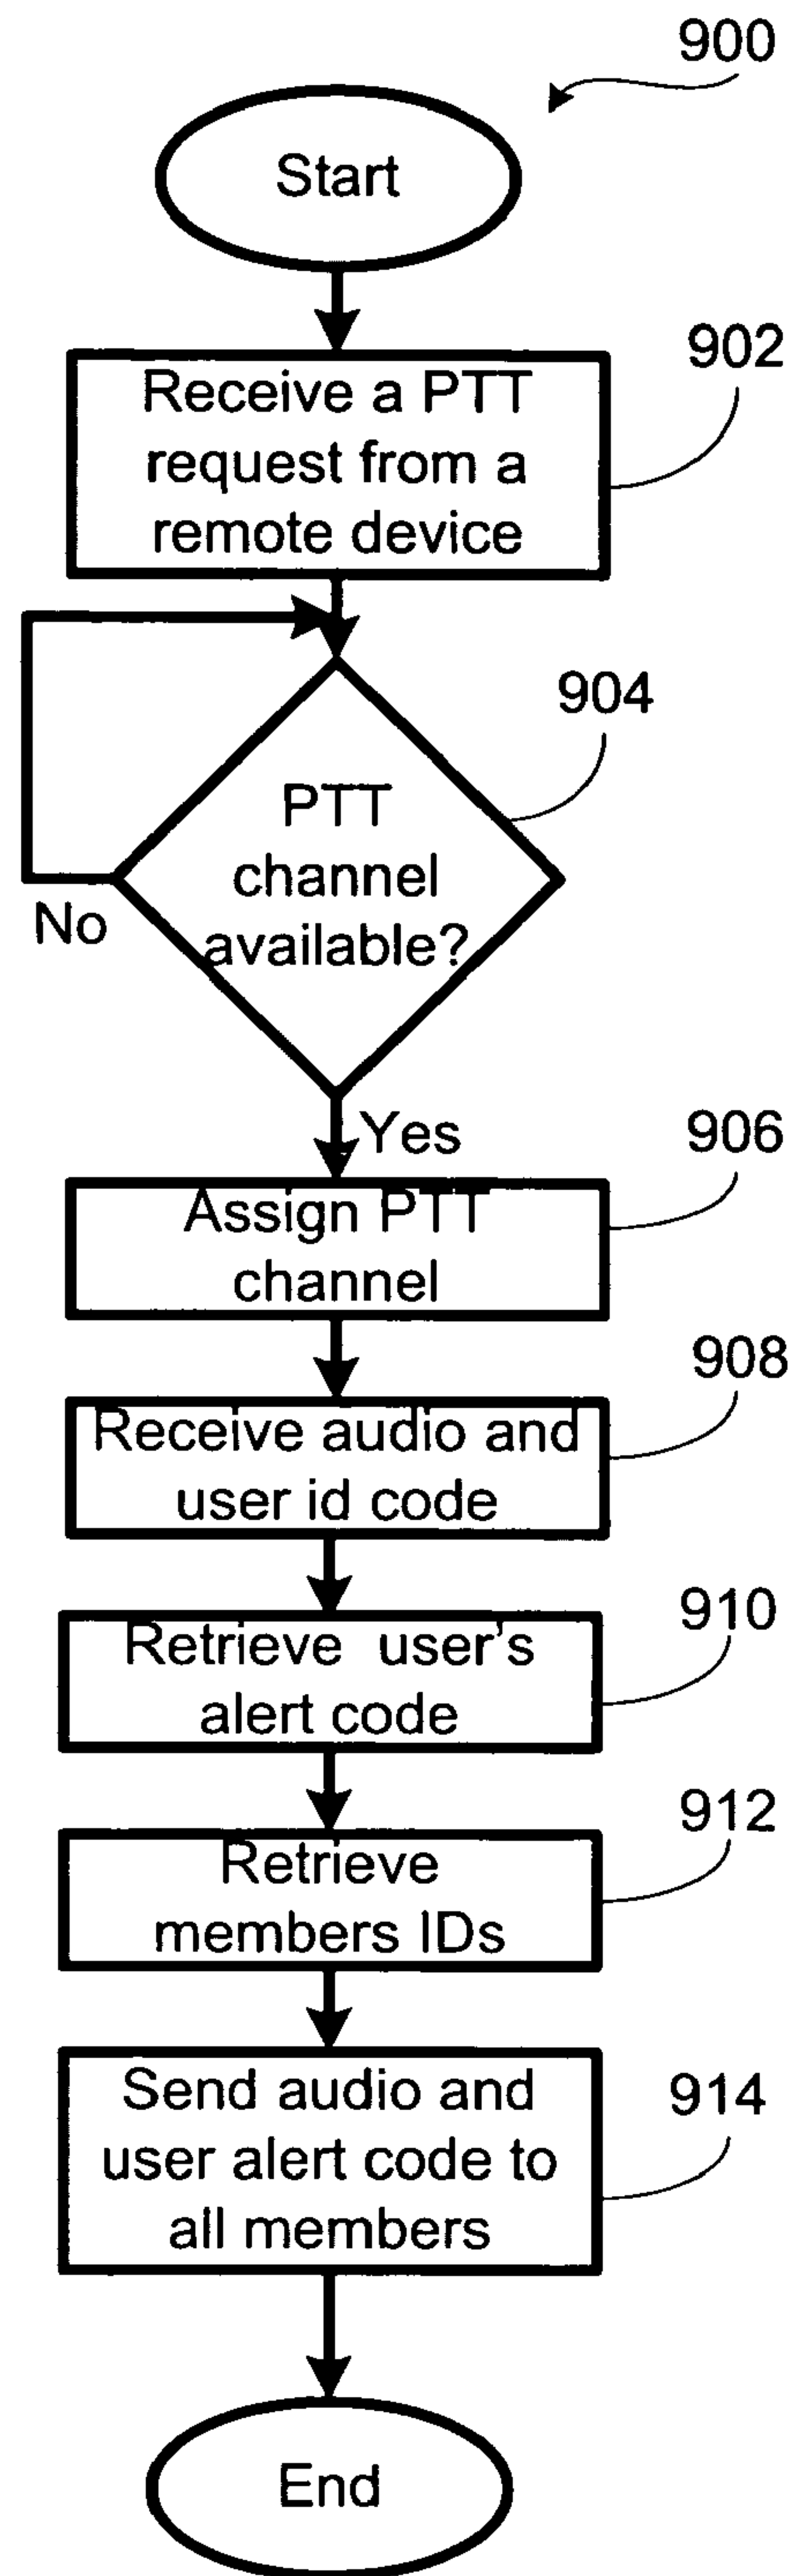 900
Start
902
Receive a PTT
request from a
remote device
904
PTT
channel
available?
No
Yes
906
Assign PTT
channel
908
Receive audio and
user id code
910
Retrieve user's
alert code
912
Retrieve
members IDs
914
Send audio and
user alert code to
all members
End